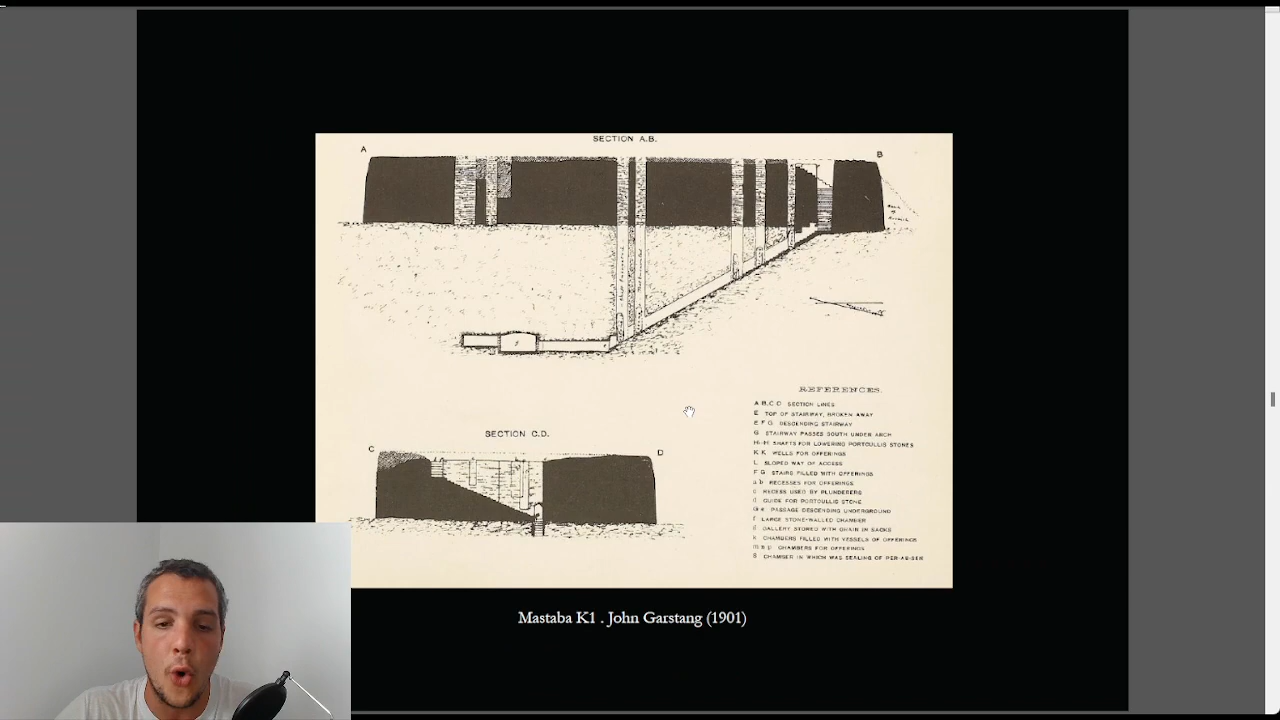 SECTION A.B.
A
B
SECTION C.D.
C
D
REFERENCES.
A B,C D SECTION LINES
E TOP OF STAIRWAY, BROKEN AWAY
E F G DESCENDING STAIRWAY
G STAIRWAY PASSES SOUTH UNDER ARCH
H-H SHAFTS FOR LOWERING PORTCULLIS STONES
K K WELLS FOR OFFERINGS
L SLOPED WAY OF ACCESS
F G STAIRS FILLED WITH OFFERINGS
a b RECESSES FOR OFFERINGS.
c RECESS USED BY PLUNDERERS
d GUIDE FOR PORTCULLIS STONE
G e PASSAGE DESCENDING UNDERGROUND
f LARGE STONE-WALLED CHAMBER
GALLERY STORED WITH GRAIN IN SACKS
k CHAMBERS FILLED WITH VESSELS OF OFFERINGS
CHAMBERS FOR OFFERINGS
S CHAMBER IN WHICH WAS SEALING OF PER-AB-SEN
Mastaba K1 . John Garstang (1901)